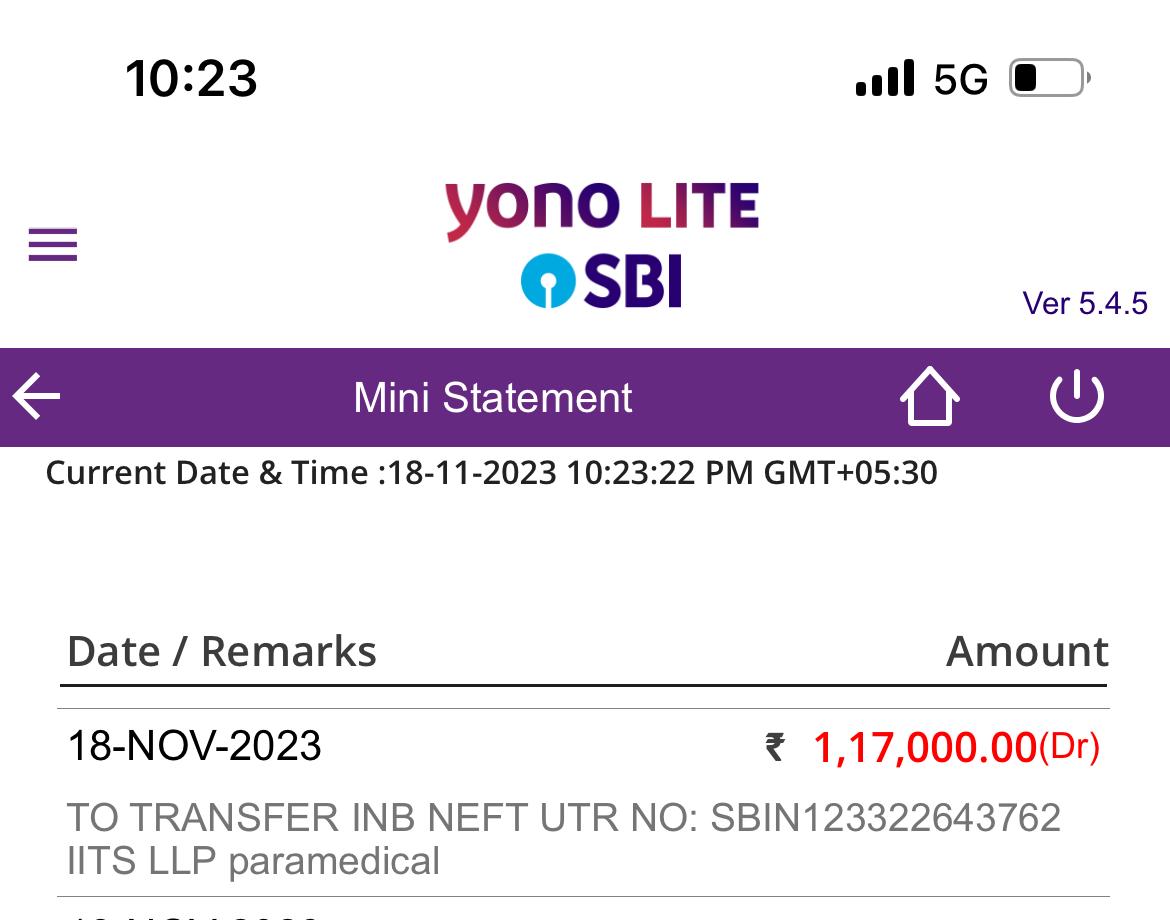 10:23 5G
yono LITE
SBI
Ver 5.4.5
Mini Statement
Current Date & Time :18-11-2023 10:23:22 PM GMT+05:30
Date / Remarks Amount
18-NOV-2023 ₹ 1,17,000.00(Dr)
TO TRANSFER INB NEFT UTR NO: SBIN123322643762
IITS LLP paramedical